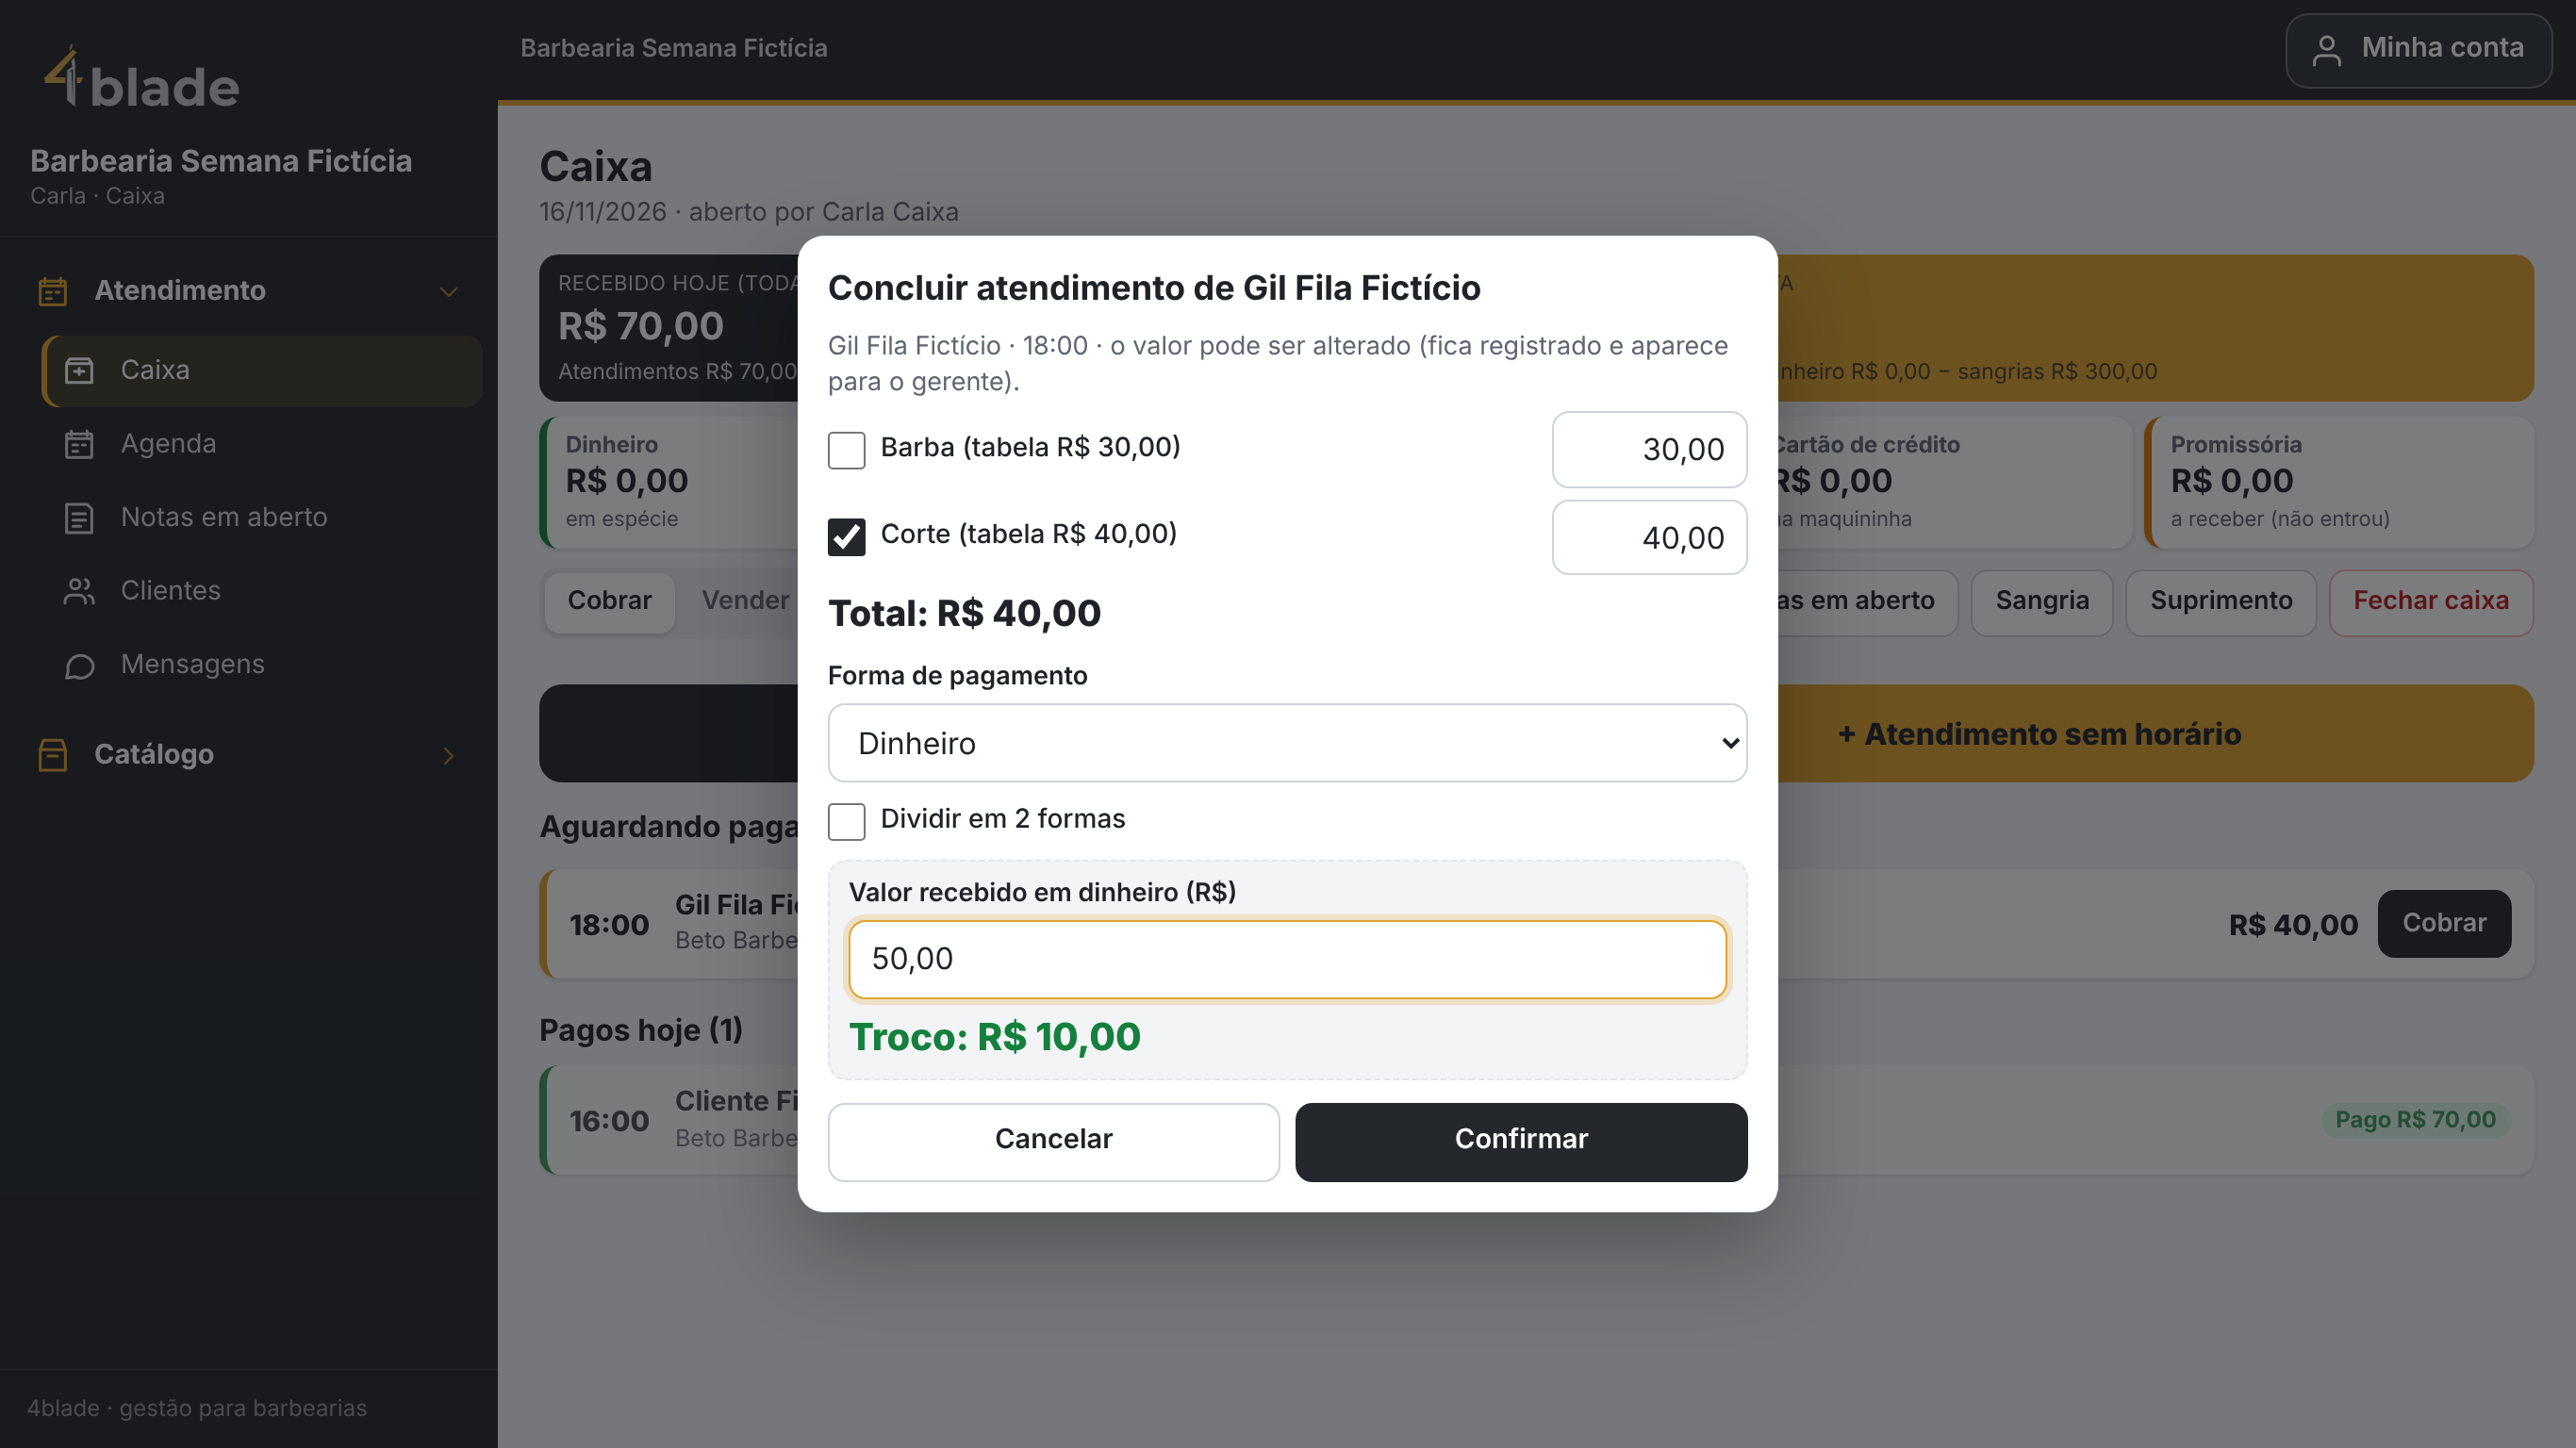 4blade
Barbearia Semana Fictícia
Carla · Caixa
Atendimento
Caixa
Agenda
Notas em aberto
Clientes
Mensagens
Catálogo
4blade · gestão para barbearias
Barbearia Semana Fictícia
Minha conta
Caixa
16/11/2026 · aberto por Carla Caixa
RECEBIDO HOJE (TODA
R$ 70,00
Atendimentos R$ 70,00
TA
nheiro R$ 0,00 − sangrias R$ 300,00
Dinheiro
R$ 0,00
em espécie
Cartão de crédito
R$ 0,00
na maquininha
Promissória
R$ 0,00
a receber (não entrou)
Cobrar
Vender
as em aberto
Sangria
Suprimento
Fechar caixa
+ Atendimento sem horário
Aguardando paga
18:00
Gil Fila Fi
Beto Barbe
R$ 40,00
Cobrar
Pagos hoje (1)
16:00
Cliente Fi
Beto Barbe
Pago R$ 70,00
Concluir atendimento de Gil Fila Fictício
Gil Fila Fictício · 18:00 · o valor pode ser alterado (fica registrado e aparece
para o gerente).
Barba (tabela R$ 30,00)
30,00
Corte (tabela R$ 40,00)
40,00
Total: R$ 40,00
Forma de pagamento
Dinheiro
Dividir em 2 formas
Valor recebido em dinheiro (R$)
50,00
Troco: R$ 10,00
Cancelar
Confirmar